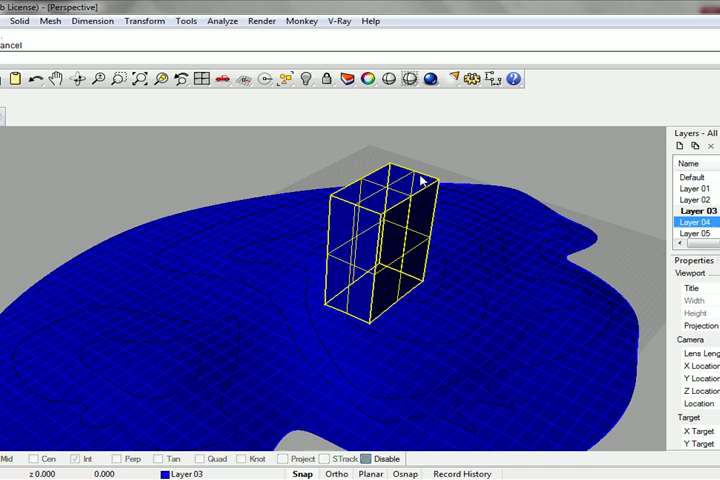 b License) - [Perspective]
Solid Mesh Dimension Transform Tools Analyze Render Monkey V-Ray Help
.
ancel
Layers - All
Name
Default
Layer 01
Layer 02
Layer 03
Layer 04
Layer 05
Properties
Viewport
Title
Width
Height
Projection
Camera
Lens Leng
X Location
Y Location
Z Location
Location
Target
X Target
Y Target
Mid Cen Int Perp Tan Quad Knot Project STrack Disable
z 0.000 0.000 Layer 03 Snap Ortho Planar Osnap Record History